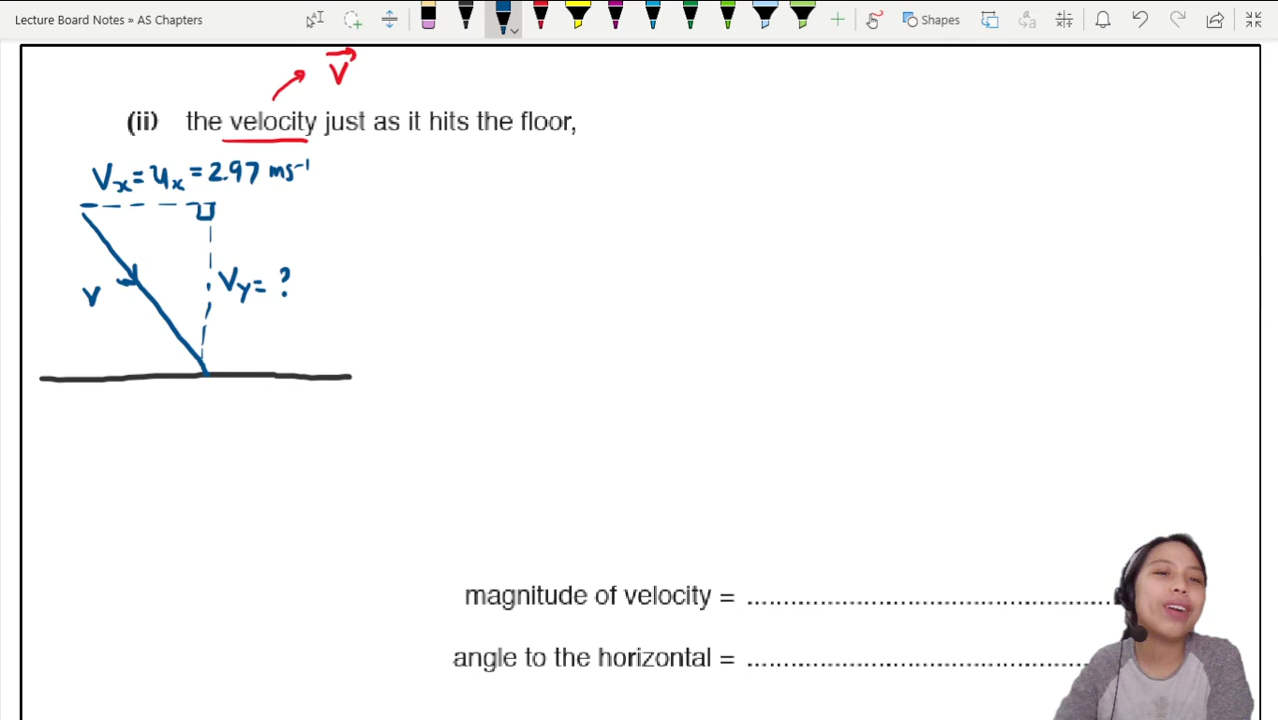 Lecture Board Notes » AS Chapters
Shapes
V
(ii) the velocity just as it hits the floor,
Vx = ux = 2.97 ms⁻¹
Vy = ?
v
magnitude of velocity = ........................................
angle to the horizontal = ........................................